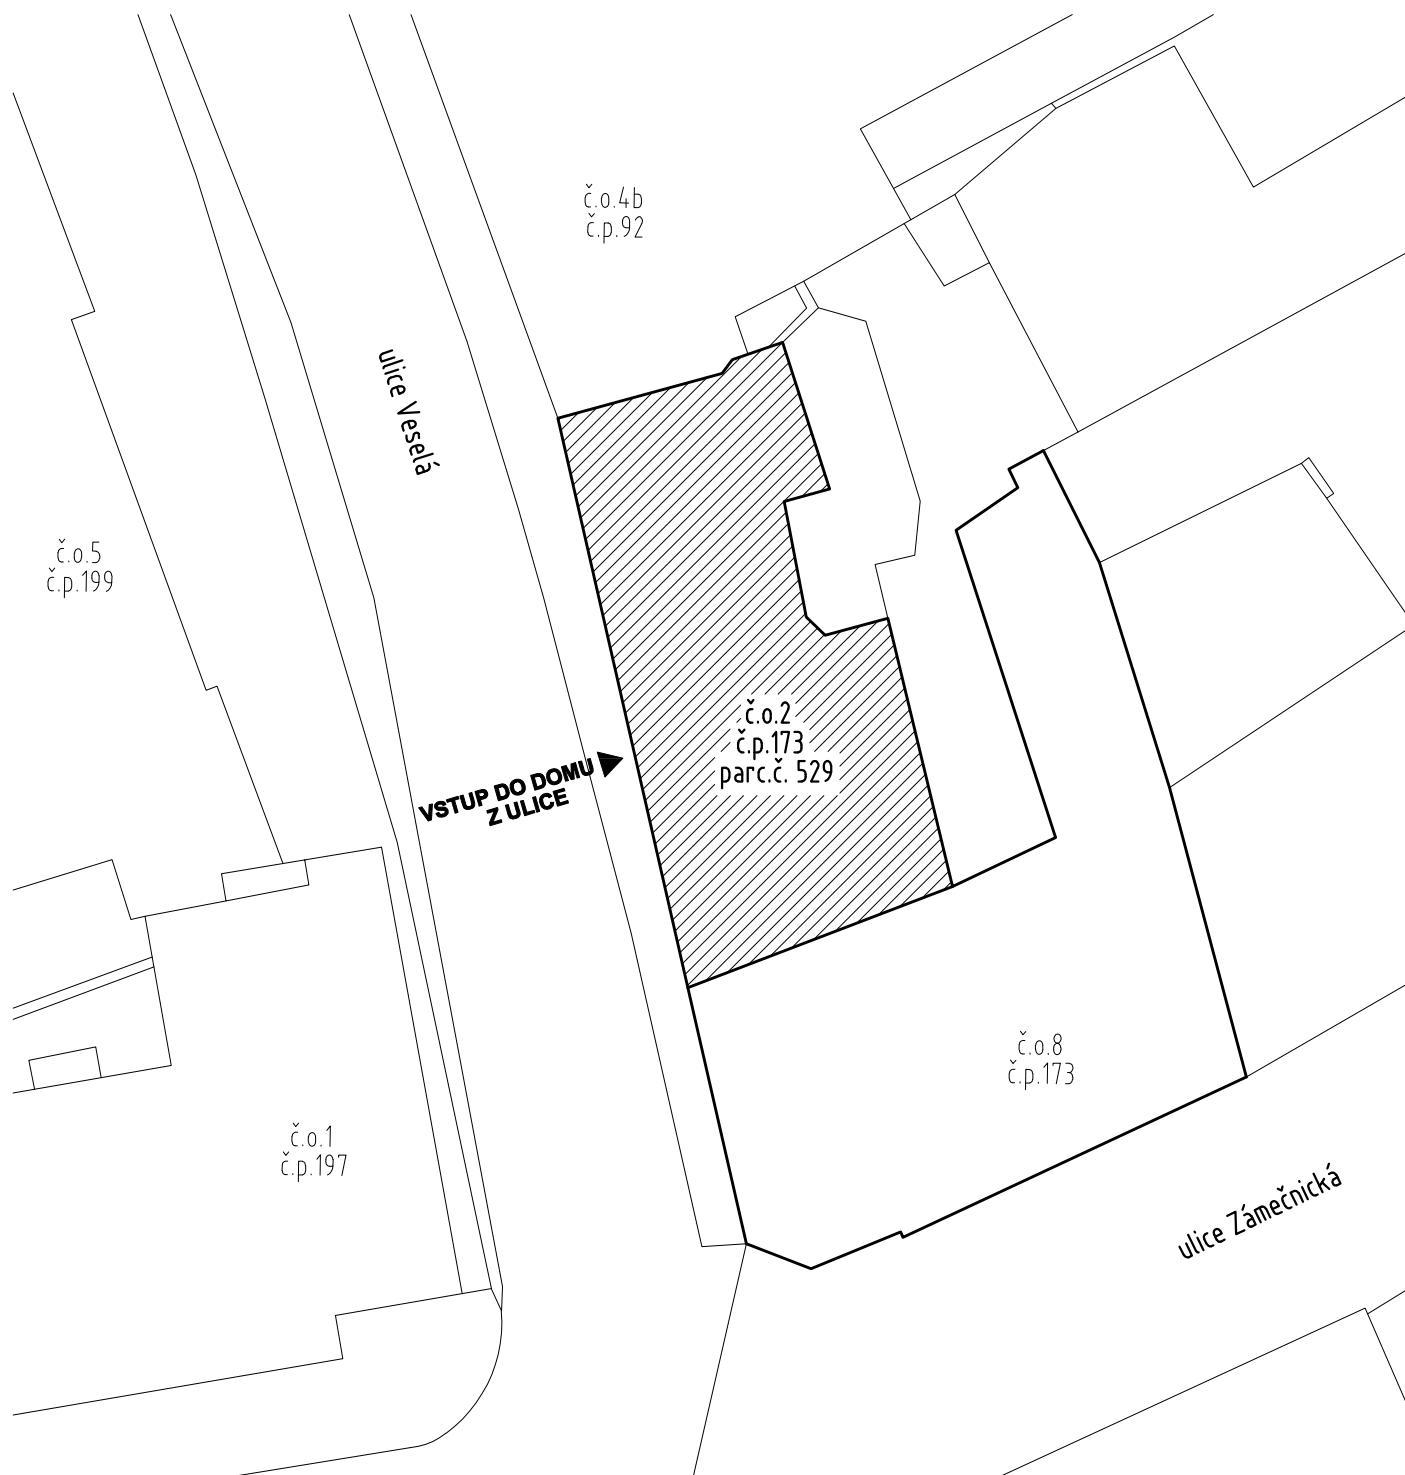 č.o.4b
č.p.92
ulice Veselá
č.o.5
č.p.199
č.o.2
č.p.173
parc.č. 529
VSTUP DO DOMU
Z ULICE
č.o.8
č.p.173
č.o.1
č.p.197
ulice Zámečnická